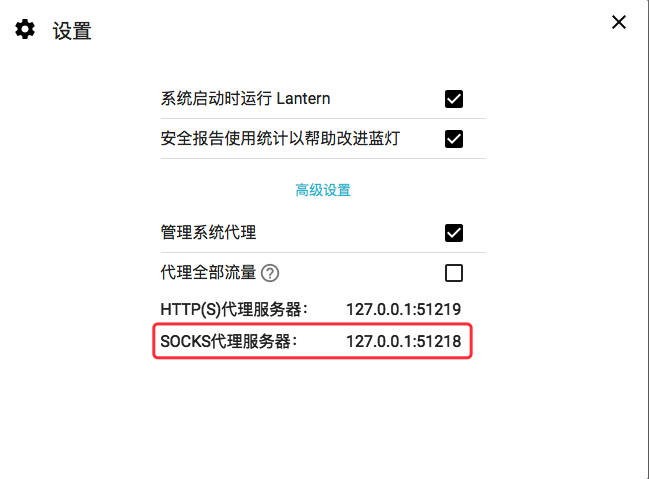 设置
系统启动时运行 Lantern
安全报告使用统计以帮助改进蓝灯
高级设置
管理系统代理
代理全部流量 ?
HTTP(S)代理服务器： 127.0.0.1:51219
SOCKS代理服务器： 127.0.0.1:51218